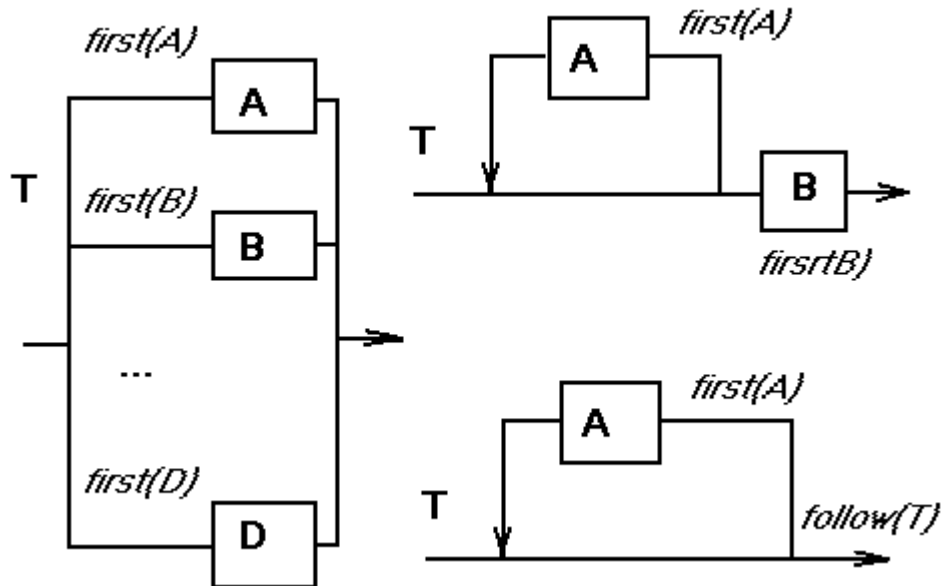 first(A)
A
T
first(B)
B
...
first(D)
D
first(A)
A
T
B
firsrtB)
first(A)
A
T
follow(T)